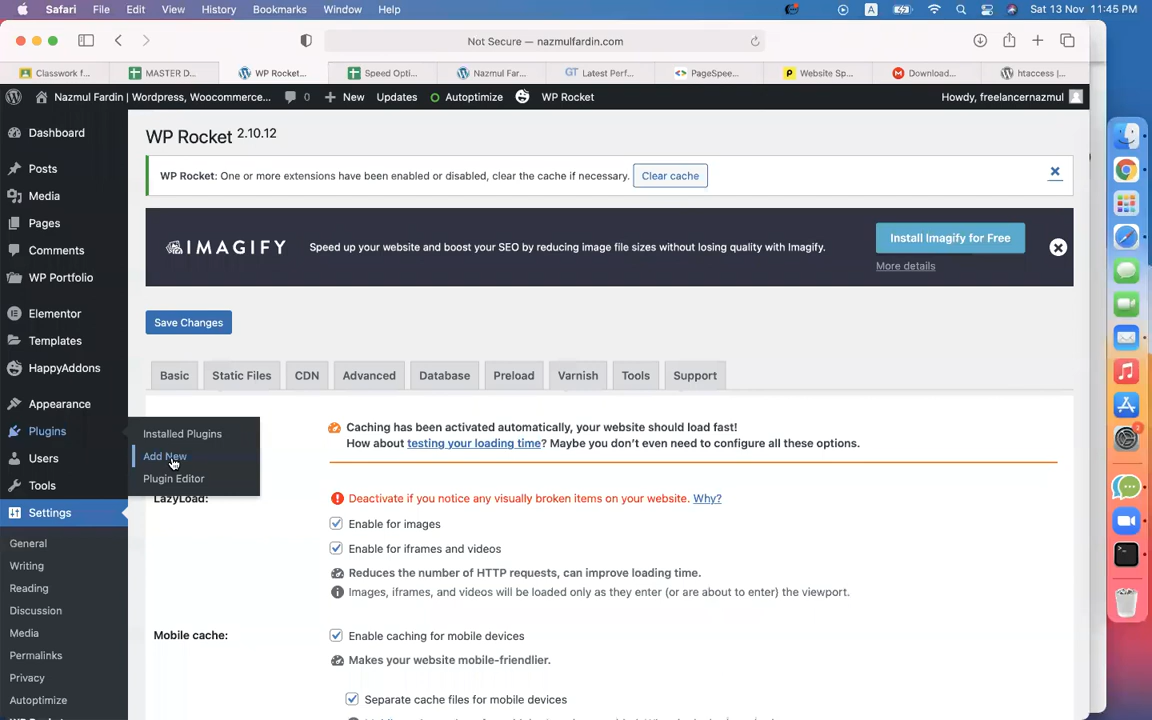 Safari File Edit View History Bookmarks Window Help A Sat 13 Nov 11:45 PM
Not Secure — nazmulfardin.com
Classwork f... MASTER D... WP Rocket... Speed Opti... Nazmul Far... GT Latest Perf... PageSpee... P Website Sp... Download... htaccess |...
Nazmul Fardin | Wordpress, Woocommerce... 0 New Updates Autoptimize WP Rocket Howdy, freelancernazmul
Dashboard
Posts
Media
Pages
Comments
WP Portfolio
Elementor
Templates
HappyAddons
Appearance
Plugins
Users
Tools
Settings
General
Writing
Reading
Discussion
Media
Permalinks
Privacy
Autoptimize
Installed Plugins
Add New
Plugin Editor
WP Rocket 2.10.12
WP Rocket: One or more extensions have been enabled or disabled, clear the cache if necessary. Clear cache
IMAGIFY Speed up your website and boost your SEO by reducing image file sizes without losing quality with Imagify. Install Imagify for Free
More details
Save Changes
Basic Static Files CDN Advanced Database Preload Varnish Tools Support
Caching has been activated automatically, your website should load fast!
How about testing your loading time? Maybe you don't even need to configure all these options.
LazyLoad: Deactivate if you notice any visually broken items on your website. Why?
Enable for images
Enable for iframes and videos
Reduces the number of HTTP requests, can improve loading time.
Images, iframes, and videos will be loaded only as they enter (or are about to enter) the viewport.
Mobile cache: Enable caching for mobile devices
Makes your website mobile-friendlier.
Separate cache files for mobile devices